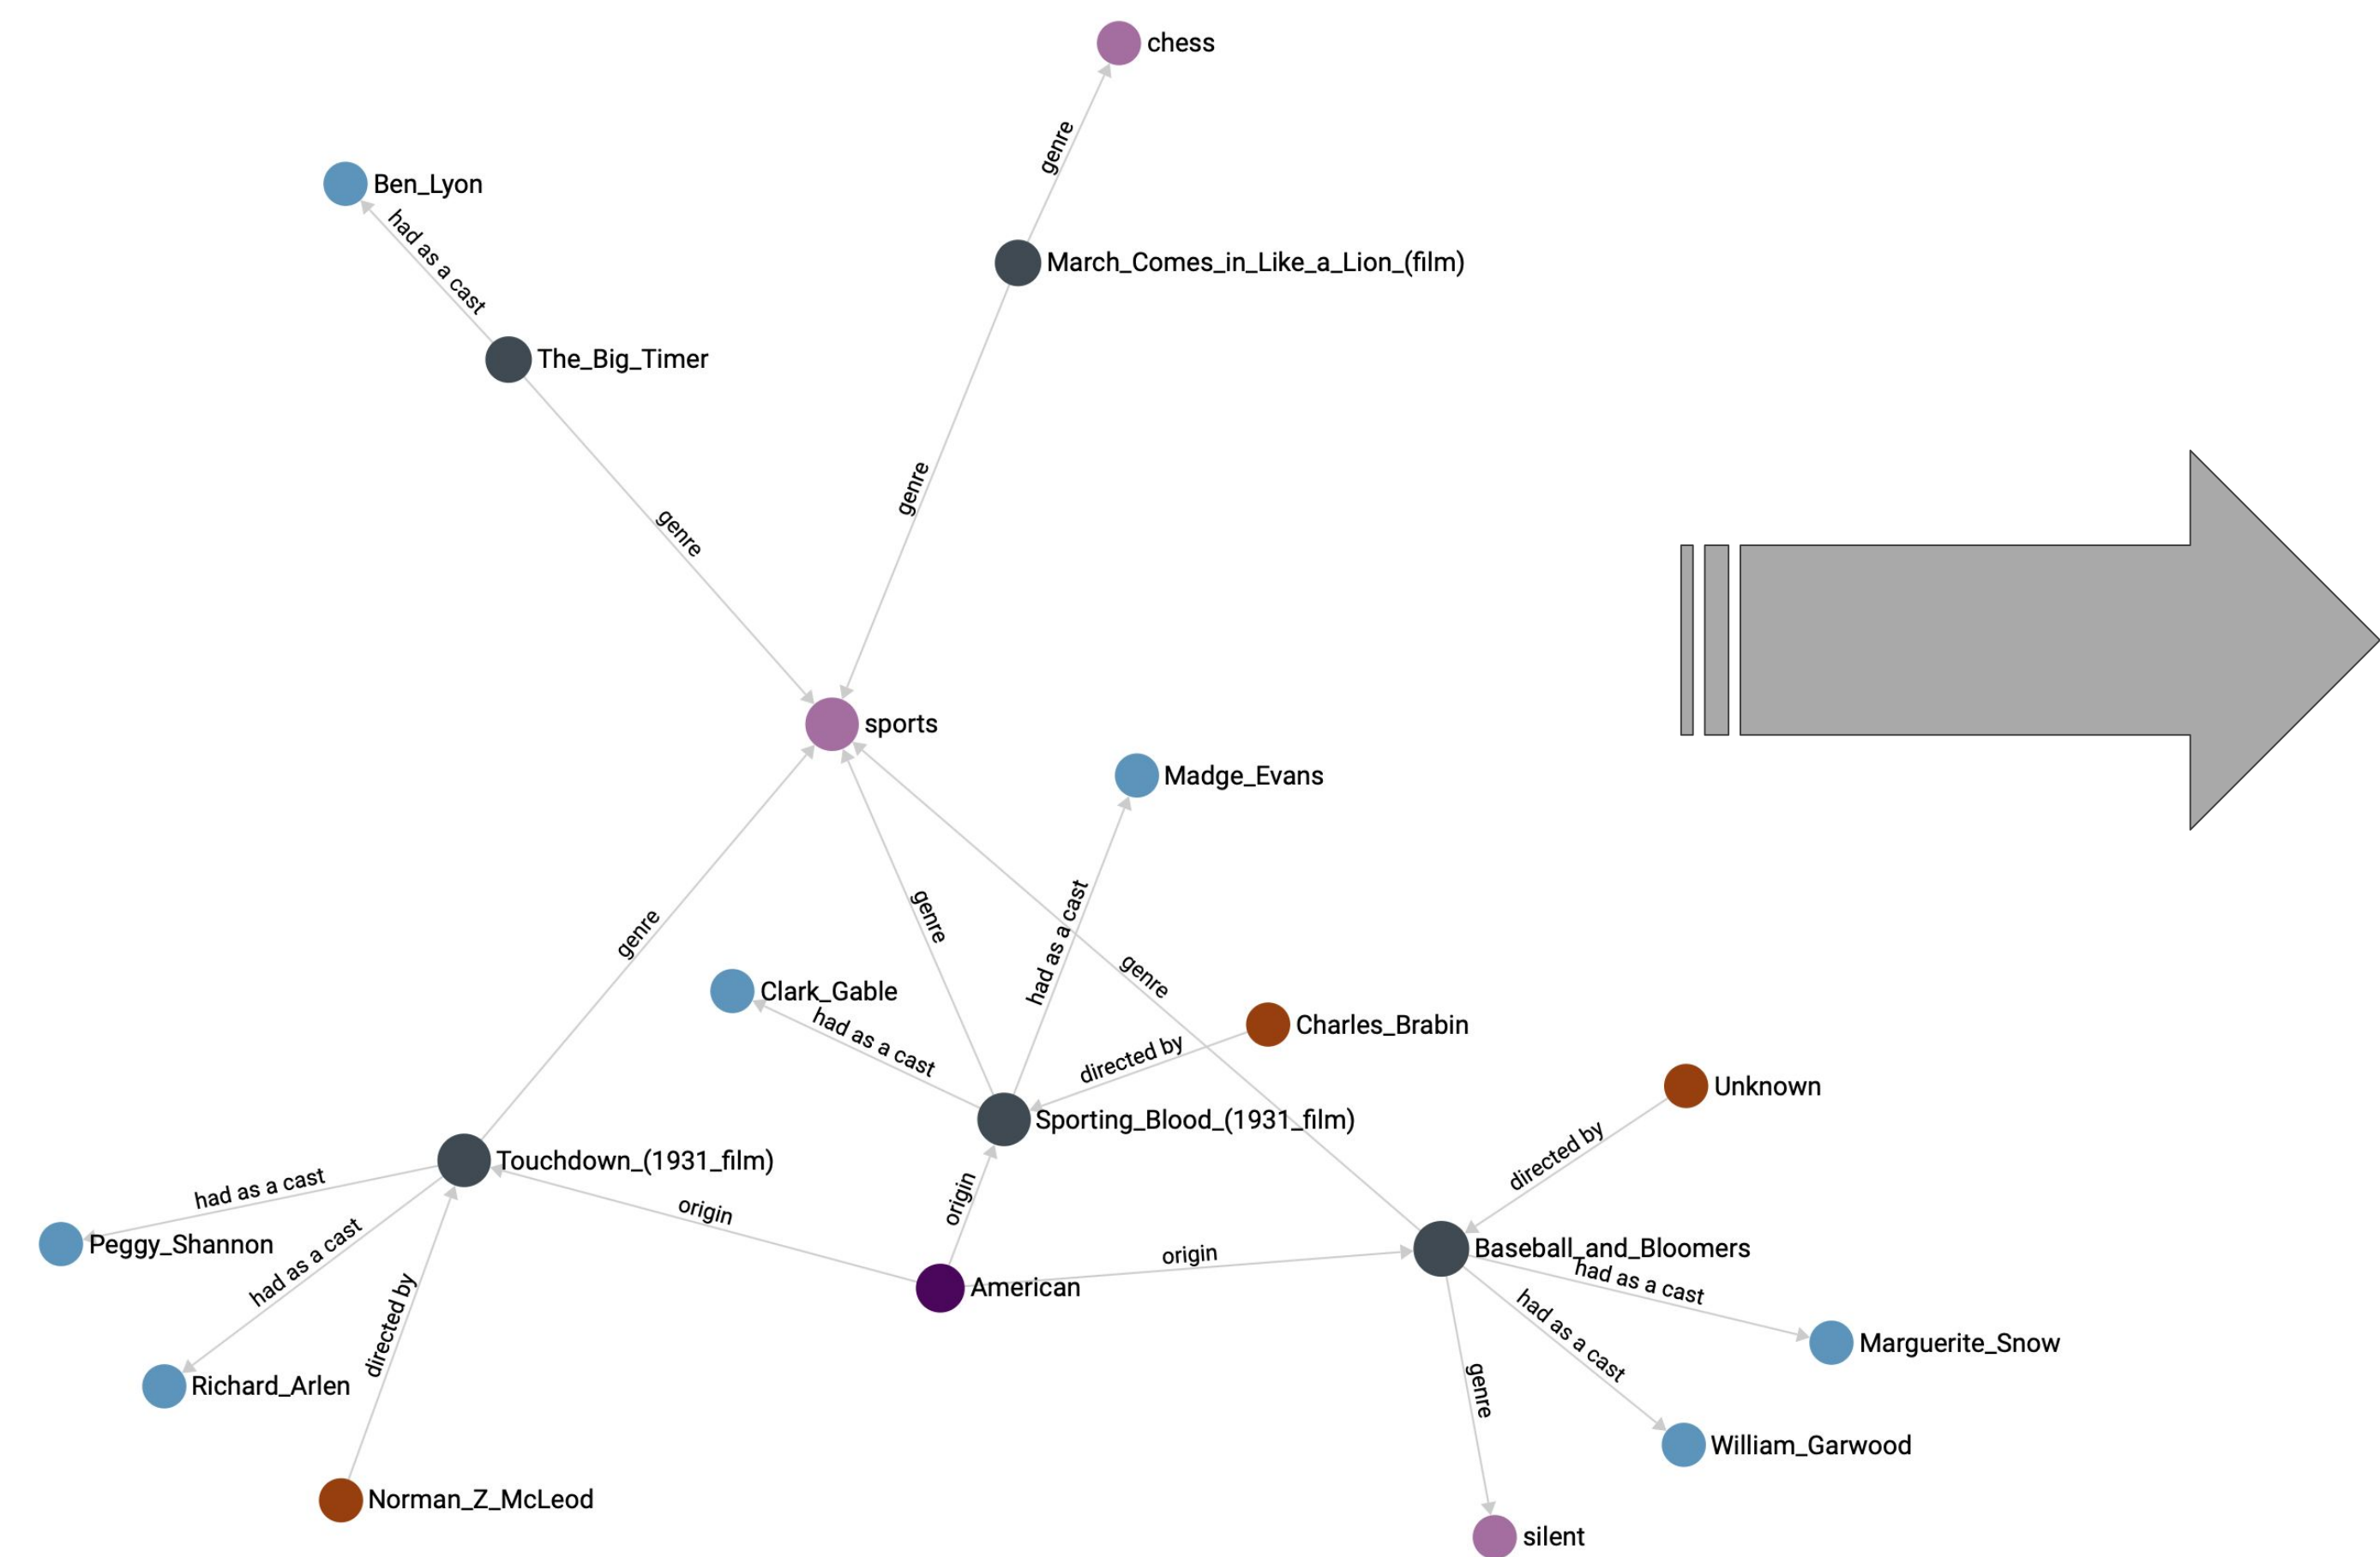 chess
genre
Ben_Lyon
had as a cast
March_Comes_in_Like_a_Lion_(film)
The_Big_Timer
genre
genre
sports
Madge_Evans
genre
had as a cast
genre
genre
Clark_Gable
had as a cast
Charles_Brabin
directed by
Unknown
directed by
Sporting_Blood_(1931_film)
Touchdown_(1931_film)
had as a cast
origin
origin
Peggy_Shannon
had as a cast
origin
Baseball_and_Bloomers
had as a cast
American
directed by
had as a cast
Marguerite_Snow
Richard_Arlen
genre
William_Garwood
Norman_Z_McLeod
silent